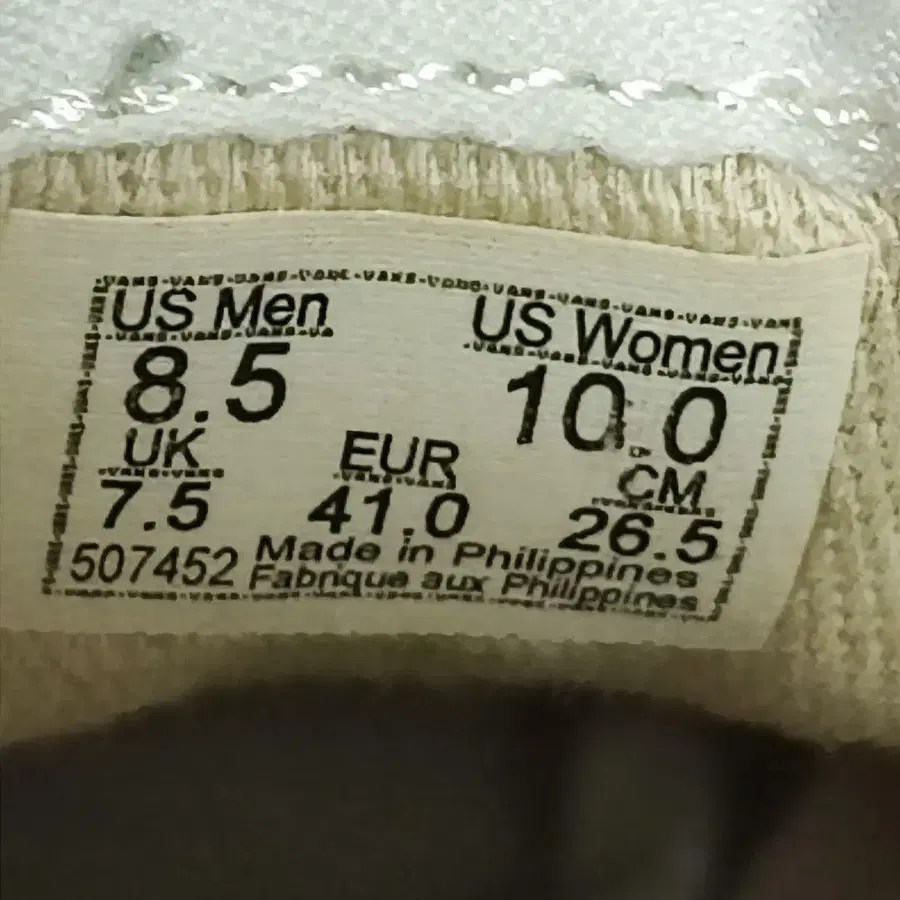 US Men US Women
8.5 10.0
UK EUR CM
7.5 41.0 26.5
507452 Made in Philippines
Fabrique aux Philippines